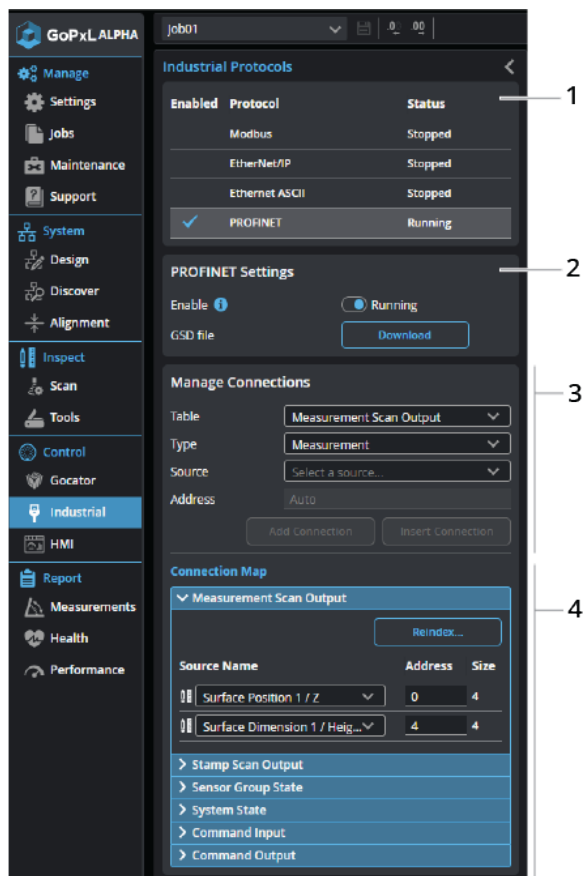 GoPxL ALPHA
Job01
.0 .00
Manage
Settings
Jobs
Maintenance
Support
System
Design
Discover
Alignment
Inspect
Scan
Tools
Control
Gocator
Industrial
HMI
Report
Measurements
Health
Performance
Industrial Protocols
Enabled Protocol Status
Modbus Stopped
EtherNet/IP Stopped
Ethernet ASCII Stopped
PROFINET Running
1
PROFINET Settings
Enable Running
GSD file Download
2
Manage Connections
Table Measurement Scan Output
Type Measurement
Source Select a source...
Address Auto
Add Connection Insert Connection
3
Connection Map
Measurement Scan Output
Reindex...
Source Name Address Size
Surface Position 1 / Z 0 4
Surface Dimension 1 / Heig... 4 4
Stamp Scan Output
Sensor Group State
System State
Command Input
Command Output
4